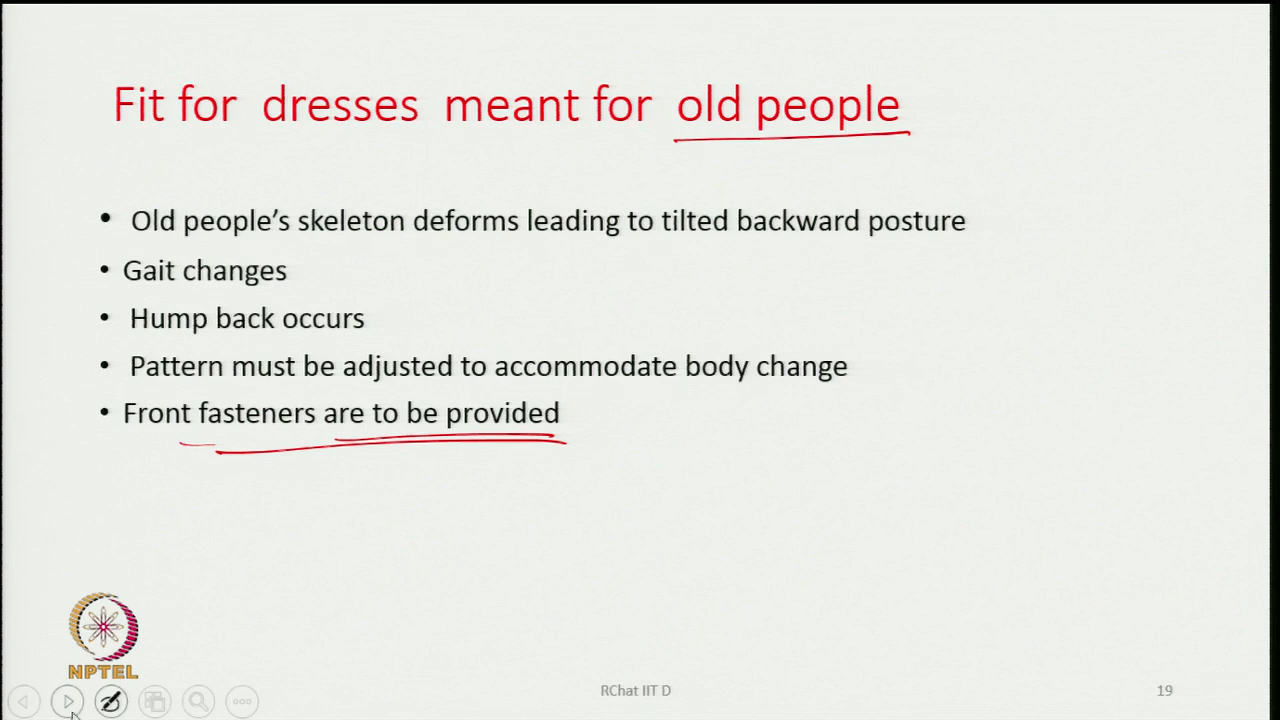 Fit for dresses meant for old people
• Old people's skeleton deforms leading to tilted backward posture
• Gait changes
• Hump back occurs
• Pattern must be adjusted to accommodate body change
• Front fasteners are to be provided
NPTEL
RChat IIT D
19